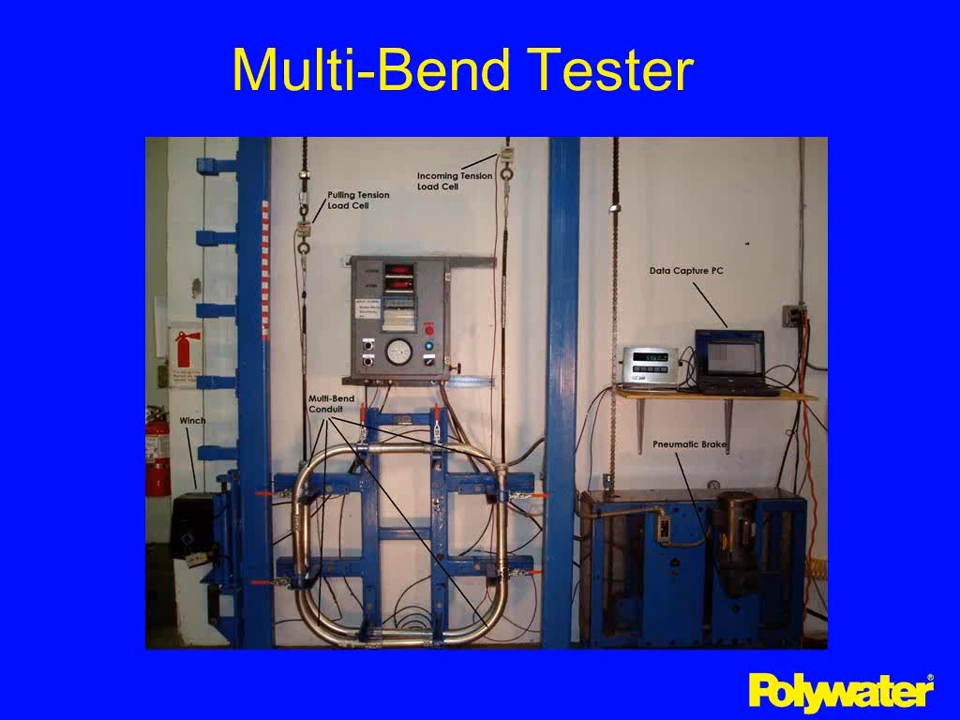 Multi-Bend Tester
Incoming Tension
Load Cell
Pulling Tension
Load Cell
Data Capture PC
Multi-Bend
Conduit
Winch
Pneumatic Brake
Polywater®